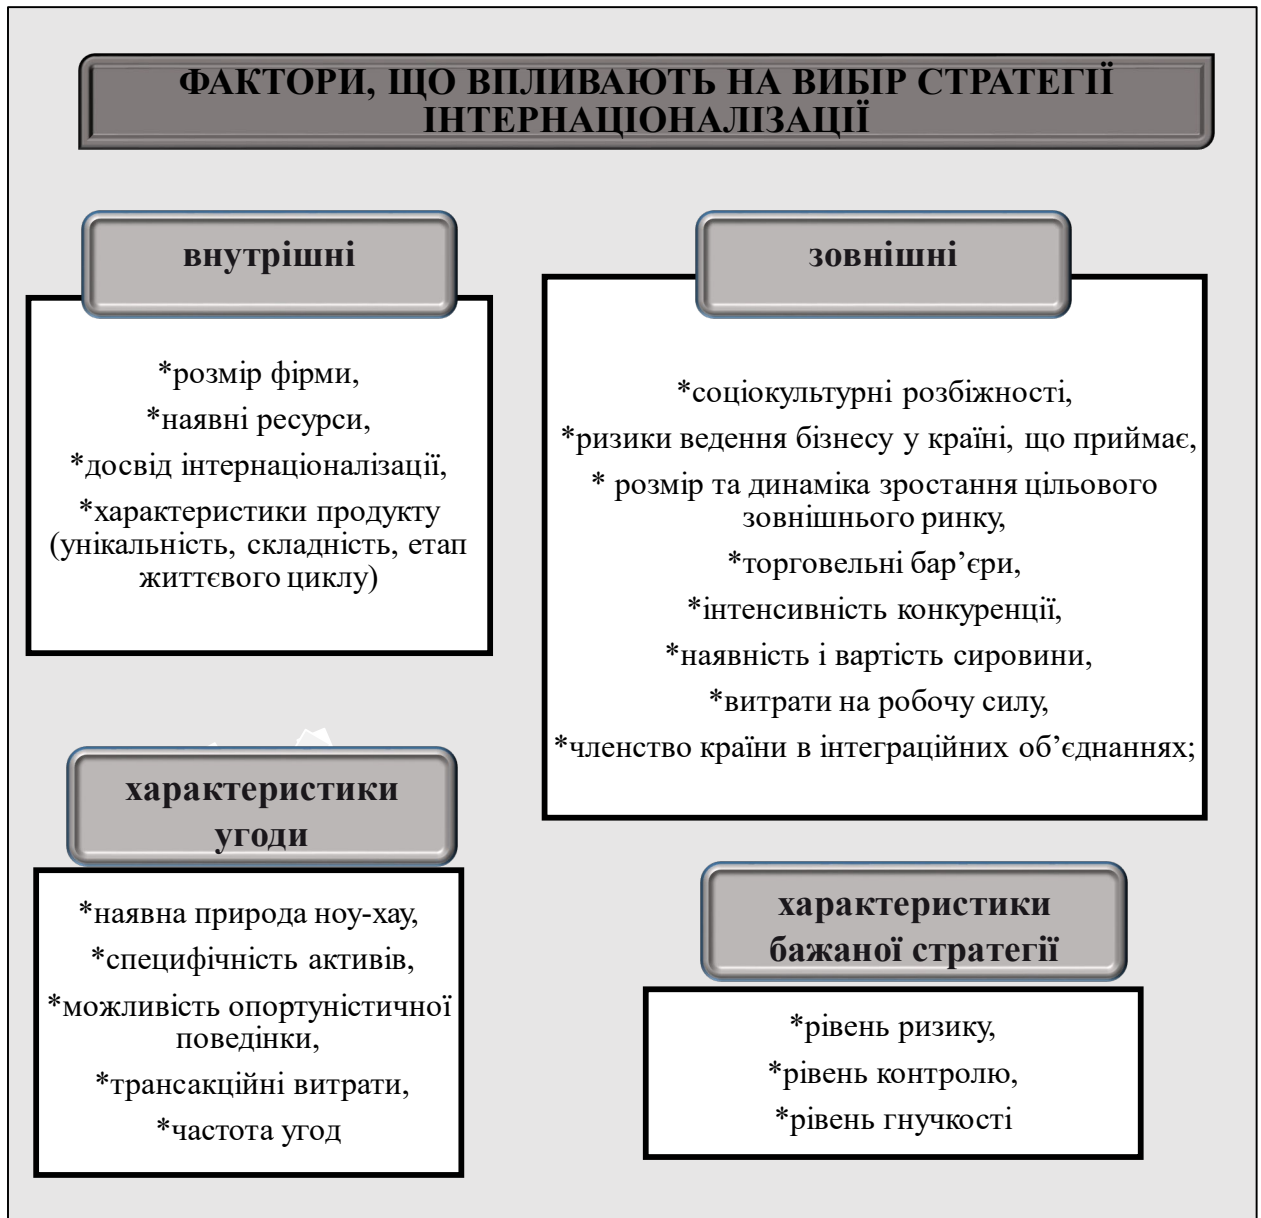 ФАКТОРИ, ЩО ВПЛИВАЮТЬ НА ВИБІР СТРАТЕГІЇ
ІНТЕРНАЦІОНАЛІЗАЦІЇ
внутрішні
*розмір фірми,
*наявні ресурси,
*досвід інтернаціоналізації,
*характеристики продукту
(унікальність, складність, етап
життєвого циклу)
зовнішні
*соціокультурні розбіжності,
*ризики ведення бізнесу у країні, що приймає,
* розмір та динаміка зростання цільового
зовнішнього ринку,
*торговельні бар’єри,
*інтенсивність конкуренції,
*наявність і вартість сировини,
*витрати на робочу силу,
*членство країни в інтеграційних об’єднаннях;
характеристики
угоди
*наявна природа ноу-хау,
*специфічність активів,
*можливість опортуністичної
поведінки,
*трансакційні витрати,
*частота угод
характеристики
бажаної стратегії
*рівень ризику,
*рівень контролю,
*рівень гнучкості